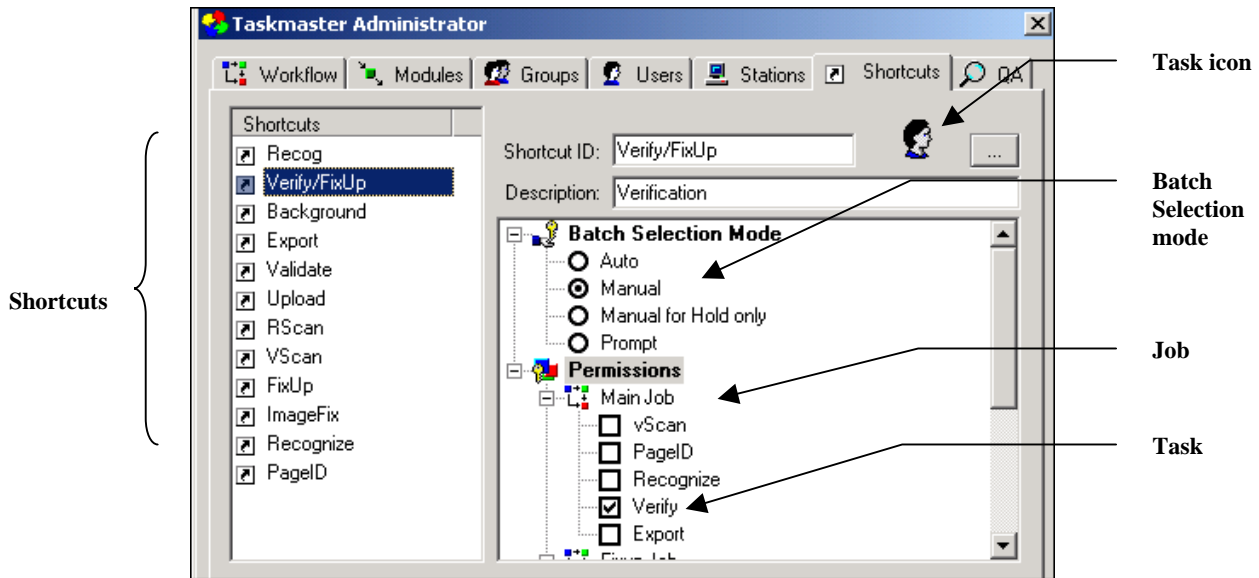 Taskmaster Administrator
Workflow Modules Groups Users Stations Shortcuts QA
Task icon
Shortcuts
Recog
Verify/FixUp
Background
Export
Validate
Upload
RScan
VScan
FixUp
ImageFix
Recognize
PageID
Shortcuts
Shortcut ID: Verify/FixUp ...
Description: Verification
Batch Selection Mode
Auto
Manual
Manual for Hold only
Prompt
Permissions
Main Job
vScan
PageID
Recognize
Verify
Export
Batch
Selection
mode
Job
Task